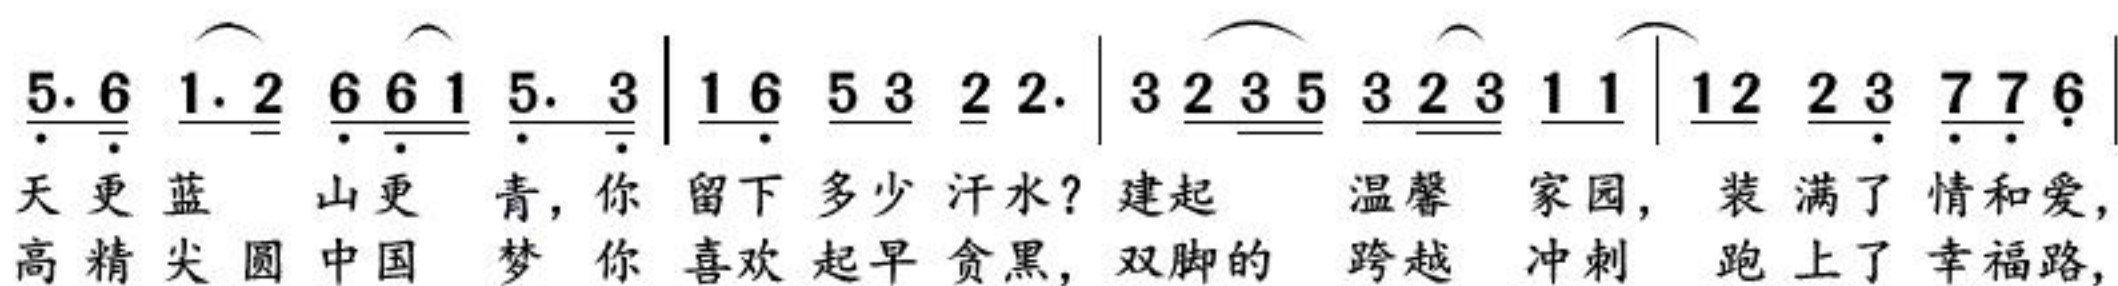 5. 6 1. 2 6 6 1 5. 3 | 1 6 5 3 2 2. | 3 2 3 5 3 2 3 1 1 | 1 2 2 3 7 7 6 |
天更蓝 山更 青，你 留下 多少 汗水？建起 温馨 家园，装满了 情和爱，
高精尖圆中国 梦 你 喜欢 起早 贪黑，双脚的 跨越 冲刺 跑上了 幸福路，